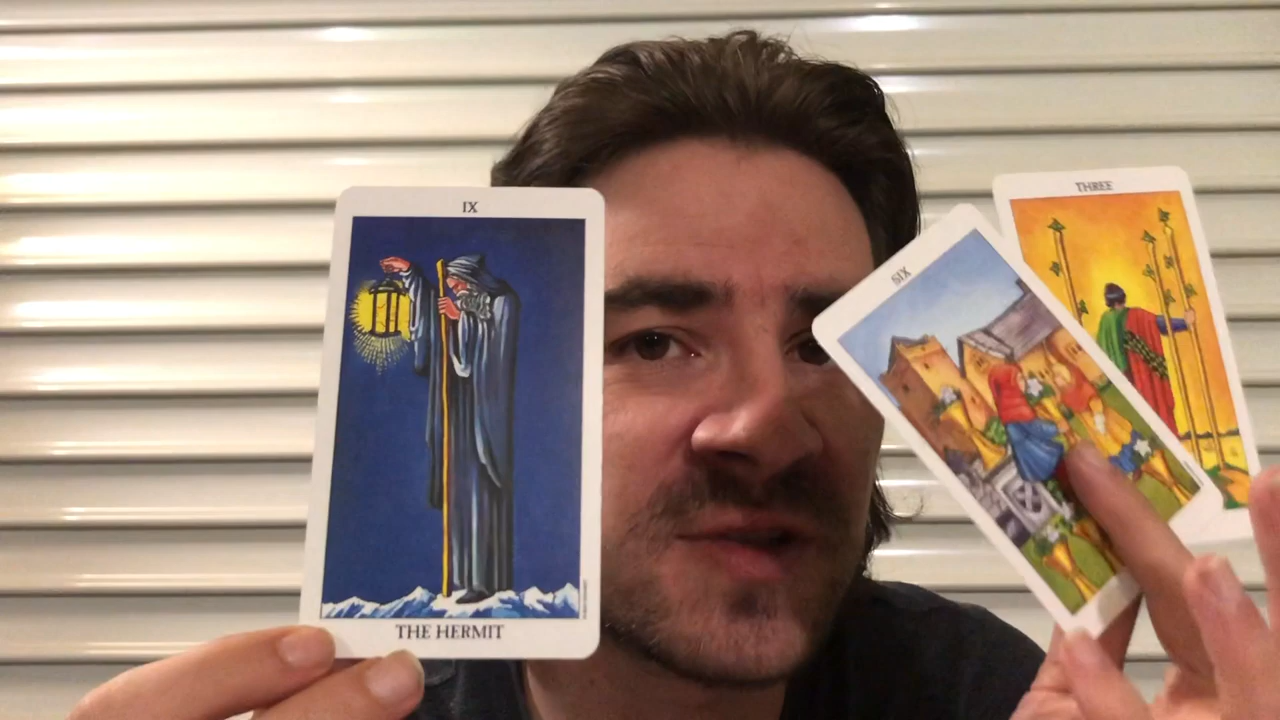 IX
THE HERMIT
SIX
THREE